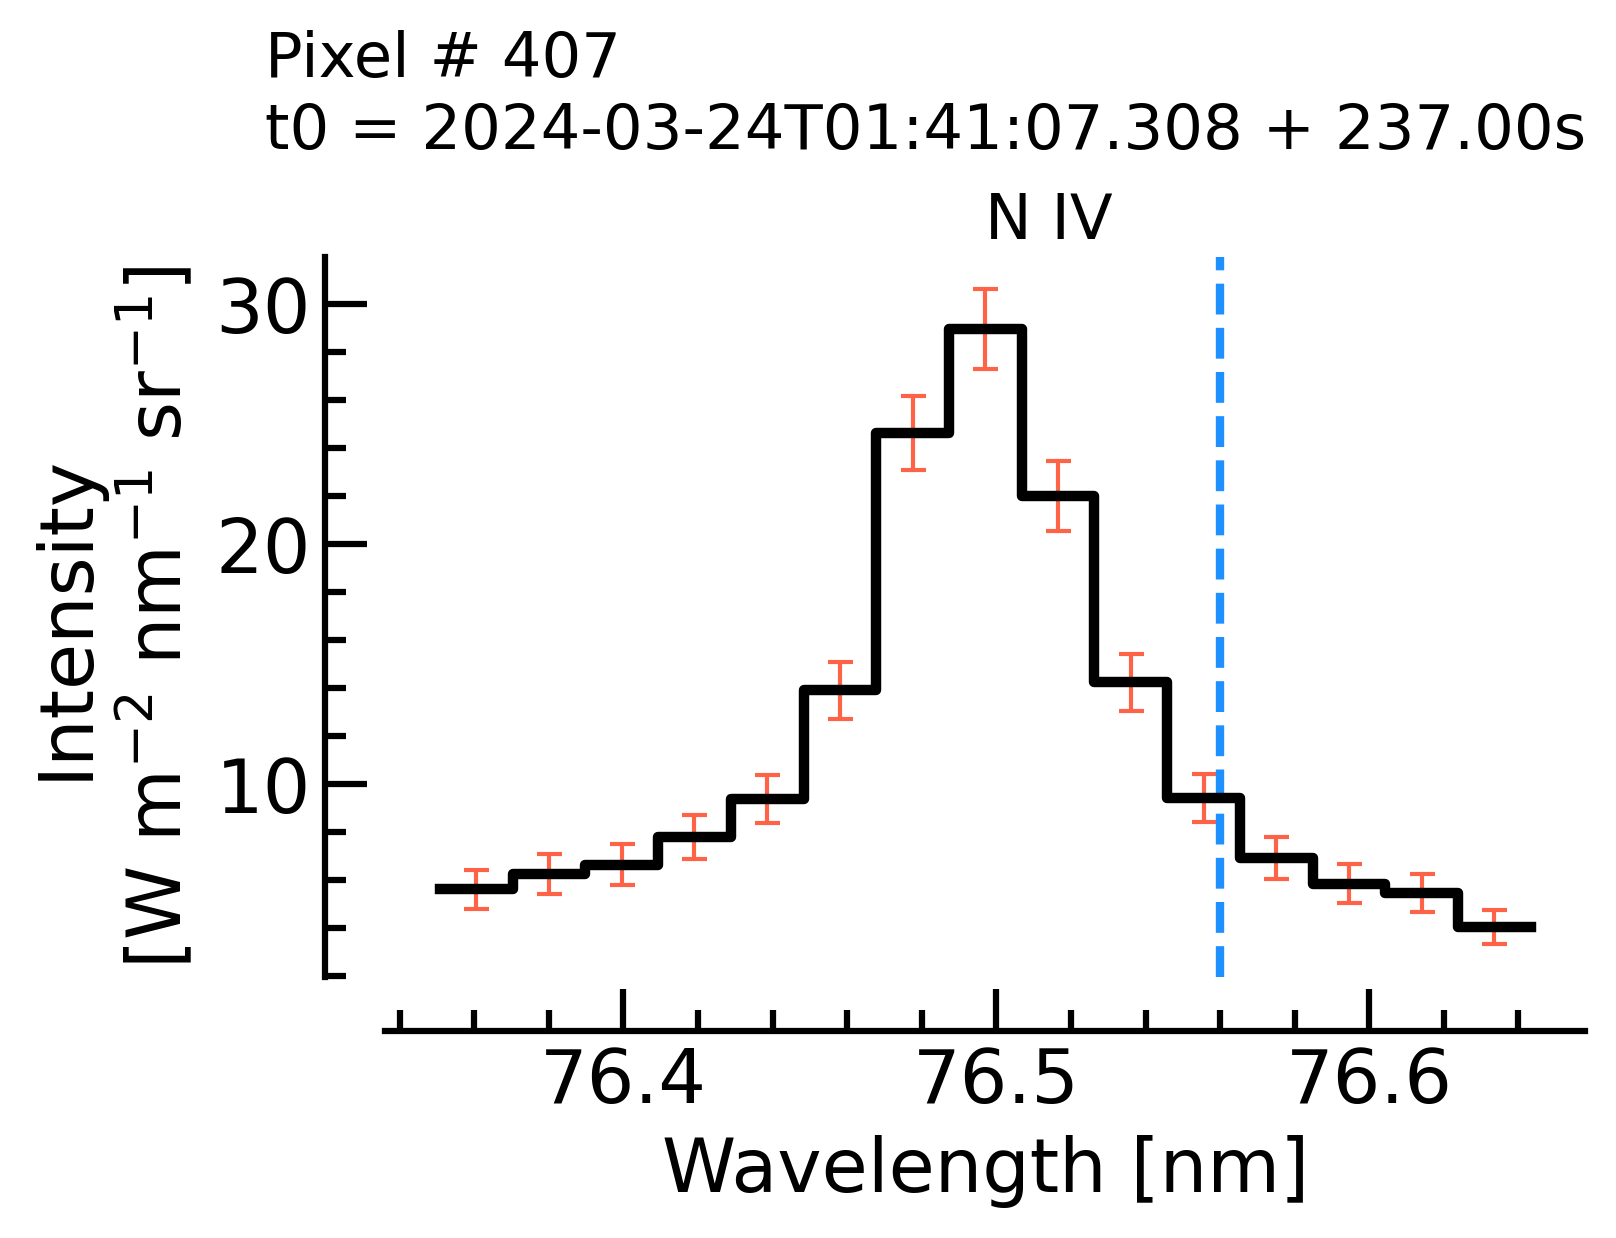 Pixel # 407
t0 = 2024-03-24T01:41:07.308 + 237.00s
N IV
Intensity
[W m⁻² nm⁻¹ sr⁻¹]
30
20
10
76.4 76.5 76.6
Wavelength [nm]